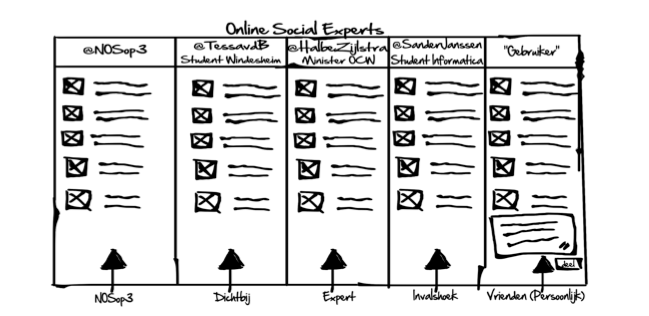 Online Social Experts
@NOSop3
@TessavdB
Student Windesheim
@HalbeZijlstra
Minister OCW
@SanderJanssen
Student Informatica
"Gebruiker"
deel
NOSop3
Dichtbij
Expert
Invalshoek
Vrienden (Persoonlijk)